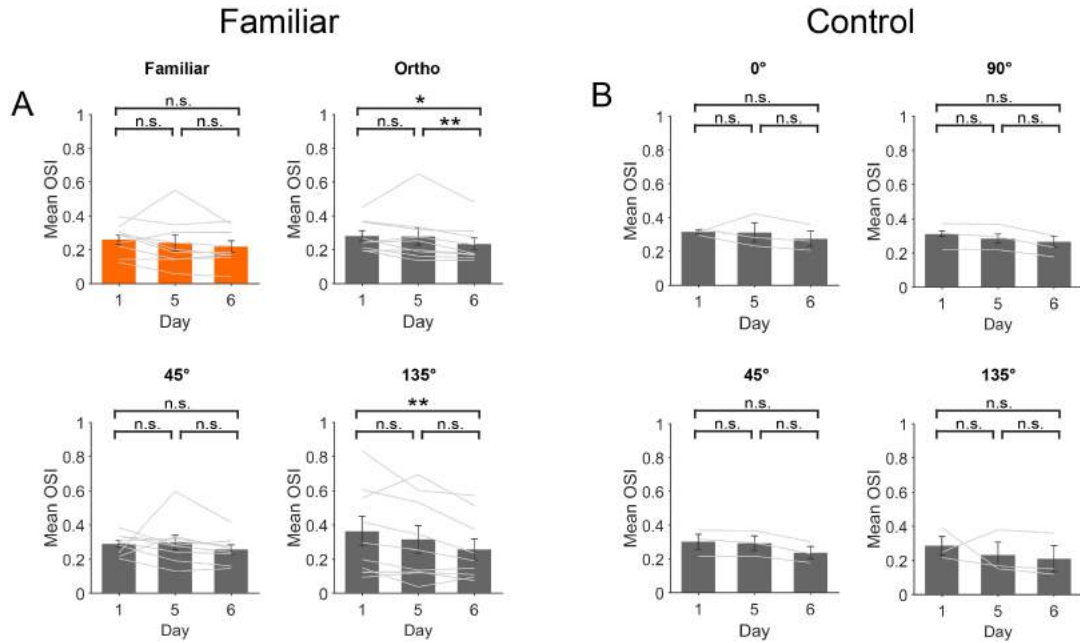 Familiar
Control
A
Familiar
n.s.
n.s. n.s.
Mean OSI
1
0.8
0.6
0.4
0.2
0
1 5 6
Day
Ortho
*
n.s. **
Mean OSI
1
0.8
0.6
0.4
0.2
0
1 5 6
Day
B
0°
n.s.
n.s. n.s.
Mean OSI
1
0.8
0.6
0.4
0.2
0
1 5 6
Day
90°
n.s.
n.s. n.s.
Mean OSI
1
0.8
0.6
0.4
0.2
0
1 5 6
Day
45°
n.s.
n.s. n.s.
Mean OSI
1
0.8
0.6
0.4
0.2
0
1 5 6
Day
135°
**
n.s. n.s.
Mean OSI
1
0.8
0.6
0.4
0.2
0
1 5 6
Day
45°
n.s.
n.s. n.s.
Mean OSI
1
0.8
0.6
0.4
0.2
0
1 5 6
Day
135°
n.s.
n.s. n.s.
Mean OSI
1
0.8
0.6
0.4
0.2
0
1 5 6
Day